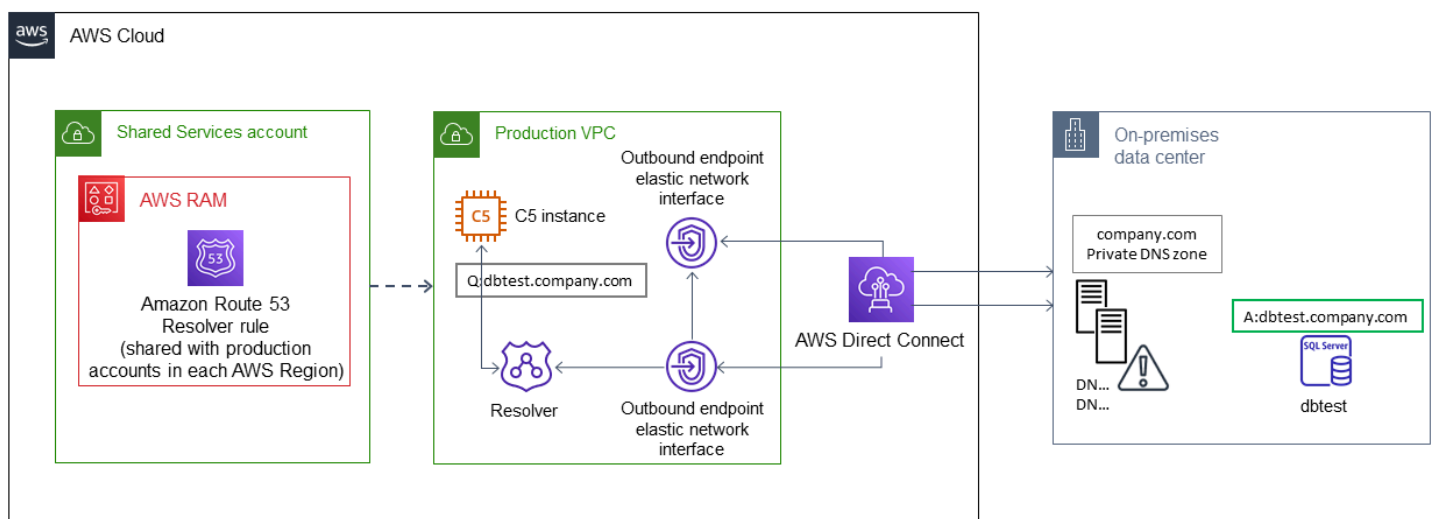 aws
AWS Cloud
Shared Services account
AWS RAM
53
Amazon Route 53
Resolver rule
(shared with production
accounts in each AWS Region)
Production VPC
Outbound endpoint
elastic network
interface
C5
C5 instance
Q:dbtest.company.com
Resolver
Outbound endpoint
elastic network
interface
AWS Direct Connect
On-premises
data center
company.com
Private DNS zone
A:dbtest.company.com
SQL Server
DN...
DN...
dbtest